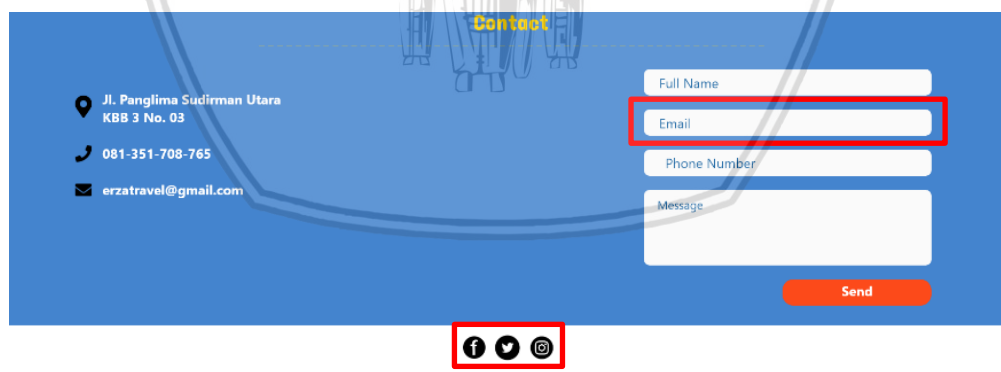 Contact
Jl. Panglima Sudirman Utara
KBB 3 No. 03
081-351-708-765
erzatravel@gmail.com
Full Name
Email
Phone Number
Message
Send